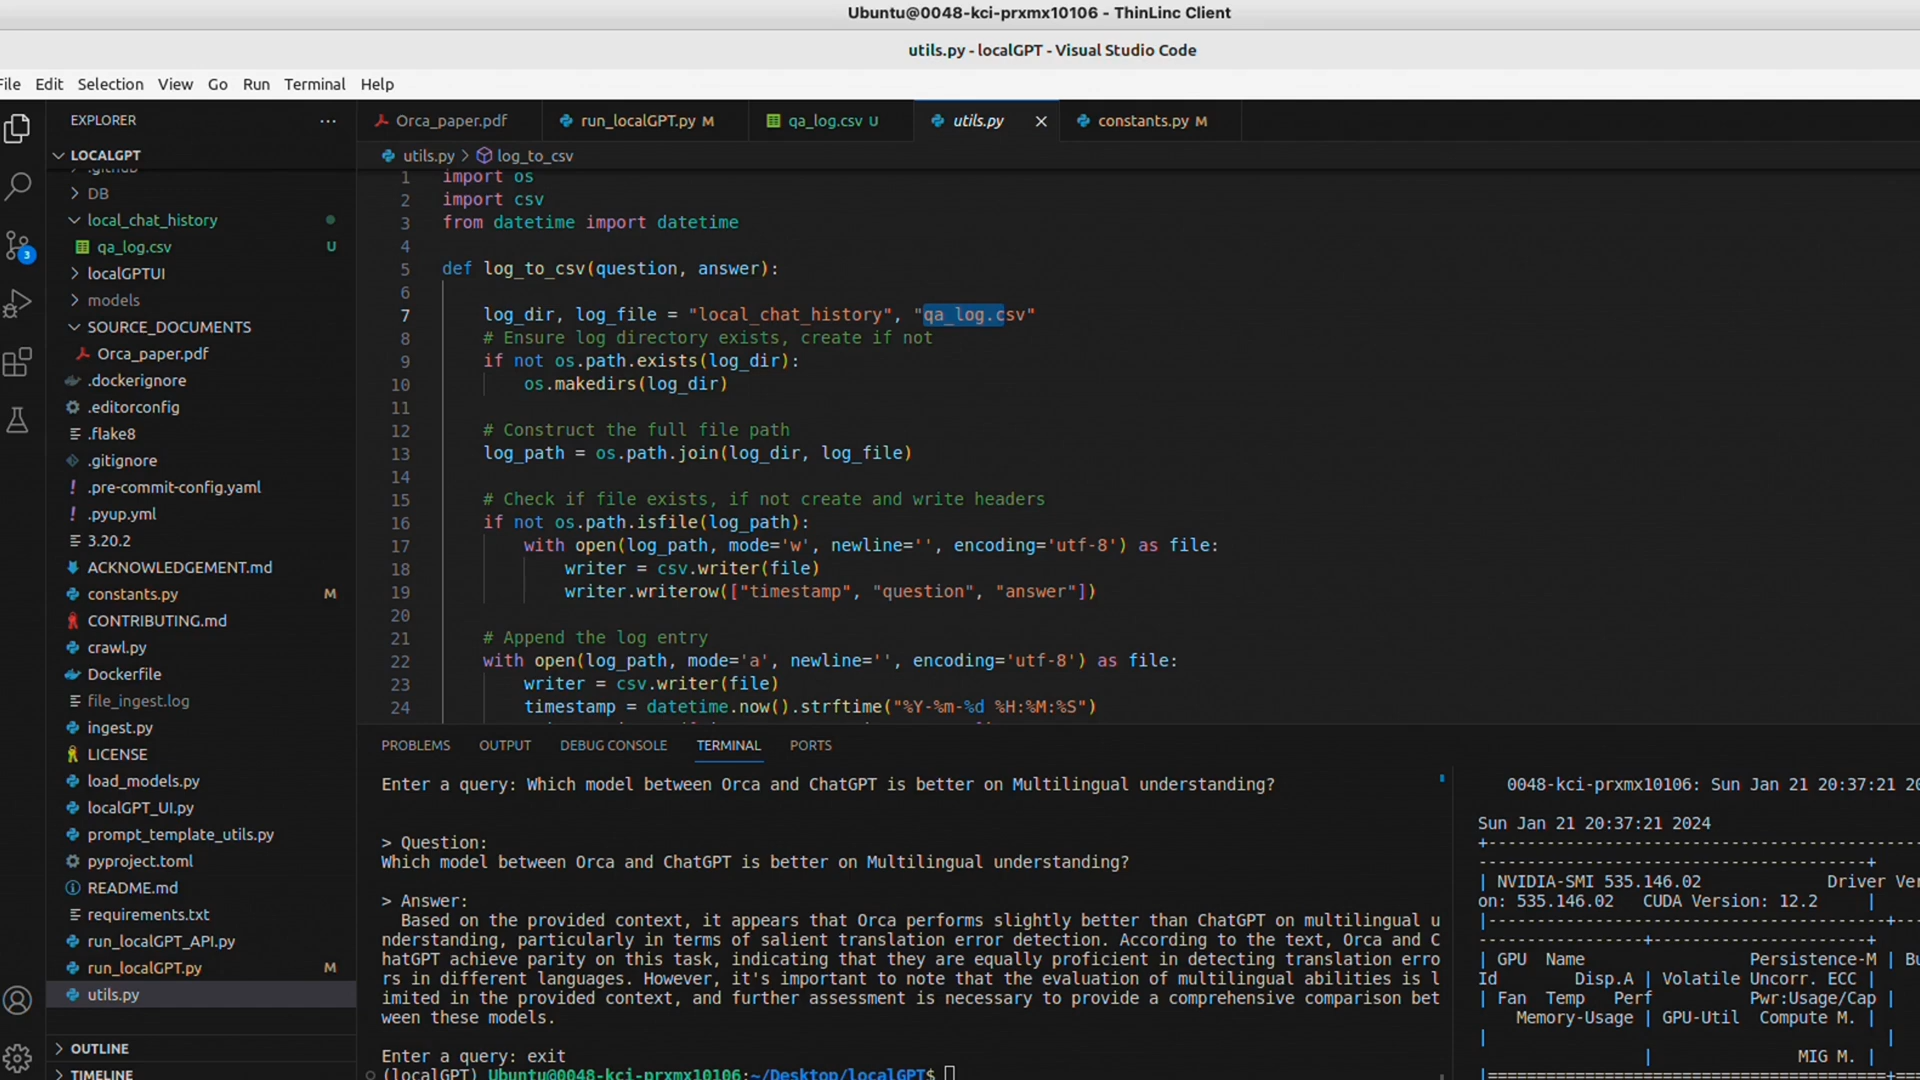 Ubuntu@0048-kci-prxmx10106 - ThinLinc Client
utils.py - localGPT - Visual Studio Code
File Edit Selection View Go Run Terminal Help
EXPLORER ···
LOCALGPT
.github
DB
local_chat_history
qa_log.csv U
localGPTUI
models
SOURCE_DOCUMENTS
Orca_paper.pdf
.dockerignore
.editorconfig
.flake8
.gitignore
.pre-commit-config.yaml
.pyup.yml
3.20.2
ACKNOWLEDGEMENT.md
constants.py M
CONTRIBUTING.md
crawl.py
Dockerfile
file_ingest.log
ingest.py
LICENSE
load_models.py
localGPT_UI.py
prompt_template_utils.py
pyproject.toml
README.md
requirements.txt
run_localGPT_API.py
run_localGPT.py M
utils.py
OUTLINE
TIMELINE
3
Orca_paper.pdf run_localGPT.py M qa_log.csv U utils.py × constants.py M
utils.py > log_to_csv
1 import os
2 import csv
3 from datetime import datetime
4
5 def log_to_csv(question, answer):
6
7 log_dir, log_file = "local_chat_history", "qa_log.csv"
8 # Ensure log directory exists, create if not
9 if not os.path.exists(log_dir):
10 os.makedirs(log_dir)
11
12 # Construct the full file path
13 log_path = os.path.join(log_dir, log_file)
14
15 # Check if file exists, if not create and write headers
16 if not os.path.isfile(log_path):
17 with open(log_path, mode='w', newline='', encoding='utf-8') as file:
18 writer = csv.writer(file)
19 writer.writerow(["timestamp", "question", "answer"])
20
21 # Append the log entry
22 with open(log_path, mode='a', newline='', encoding='utf-8') as file:
23 writer = csv.writer(file)
24 timestamp = datetime.now().strftime("%Y-%m-%d %H:%M:%S")
PROBLEMS OUTPUT DEBUG CONSOLE TERMINAL PORTS
Enter a query: Which model between Orca and ChatGPT is better on Multilingual understanding?
> Question:
Which model between Orca and ChatGPT is better on Multilingual understanding?
> Answer:
Based on the provided context, it appears that Orca performs slightly better than ChatGPT on multilingual u
nderstanding, particularly in terms of salient translation error detection. According to the text, Orca and C
hatGPT achieve parity on this task, indicating that they are equally proficient in detecting translation erro
rs in different languages. However, it's important to note that the evaluation of multilingual abilities is l
imited in the provided context, and further assessment is necessary to provide a comprehensive comparison bet
ween these models.
Enter a query: exit
(localGPT) Ubuntu@0048-kci-prxmx10106:~/Desktop/localGPT$
0048-kci-prxmx10106: Sun Jan 21 20:37:21 20
Sun Jan 21 20:37:21 2024
+------------------------------------------
-----------------------------------------+
| NVIDIA-SMI 535.146.02 Driver Ver
on: 535.146.02 CUDA Version: 12.2 |
|-----------------------------------------+
-----------------+-----------------------+
| GPU Name Persistence-M | Bu
Id Disp.A | Volatile Uncorr. ECC |
| Fan Temp Perf Pwr:Usage/Cap |
Memory-Usage | GPU-Util Compute M. |
| |
| MIG M. |
|=========================================+